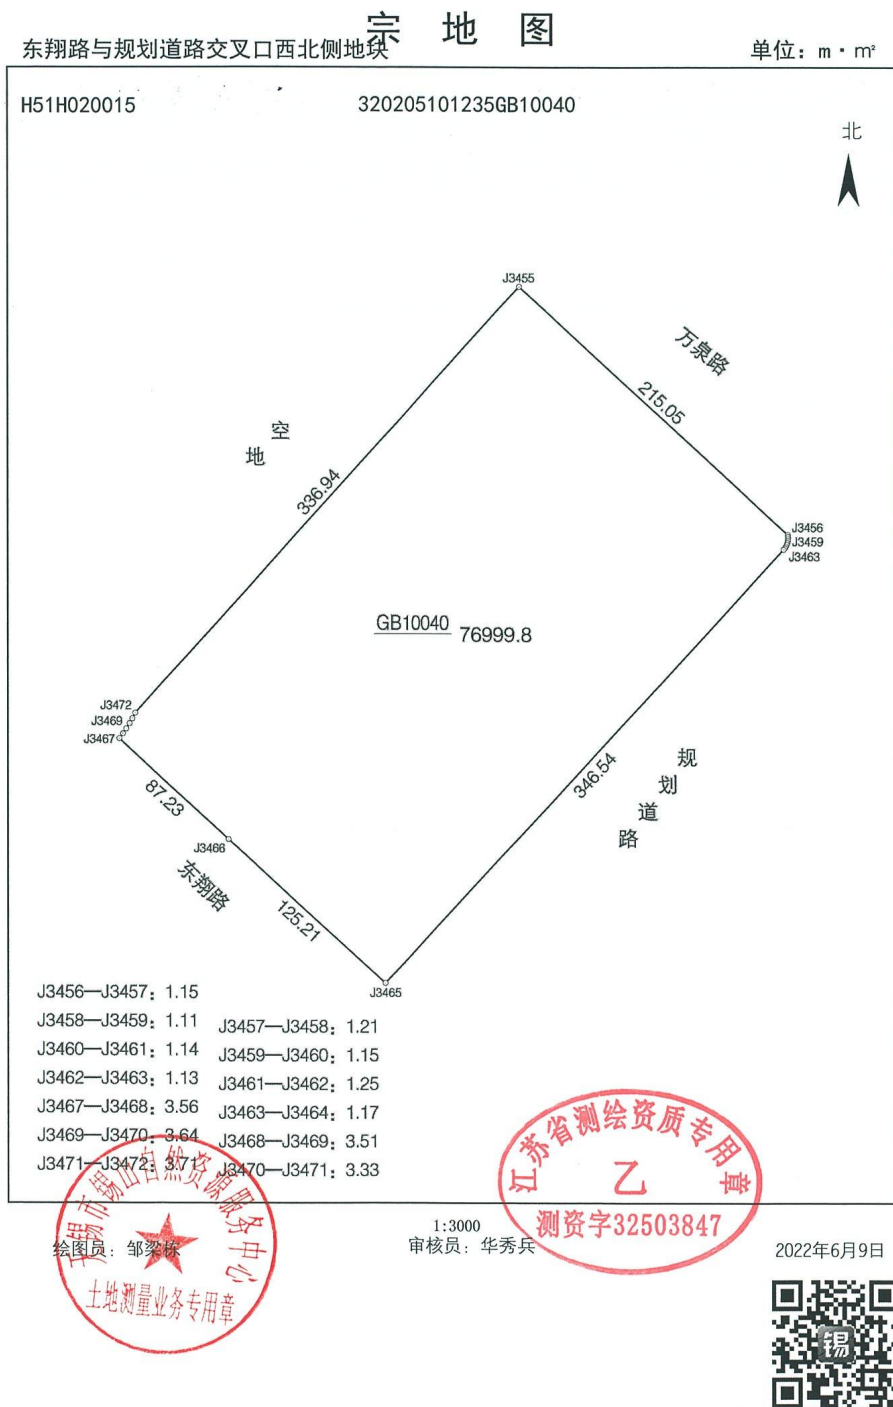 宗地图
东翔路与规划道路交叉口西北侧地块
单位：m·㎡
H51H020015
320205101235GB10040
北
J3455
万泉路
215.05
空地
336.94
J3456
J3459
J3463
GB10040 76999.8
J3472
J3469
J3467
87.23
346.54
规划道路
J3466
东翔路
125.21
J3465
J3456—J3457：1.15
J3458—J3459：1.11
J3457—J3458：1.21
J3460—J3461：1.14
J3459—J3460：1.15
J3462—J3463：1.13
J3461—J3462：1.25
J3467—J3468：3.56
J3463—J3464：1.17
J3469—J3470：3.64
J3468—J3469：3.51
J3471—J3472：3.71
J3470—J3471：3.33
无锡市锡山自然资源服务中心
土地测量业务专用章
江苏省测绘资质专用章
乙
测资字32503847
1:3000
绘图员：邹梁栋
审核员：华秀兵
2022年6月9日
锡